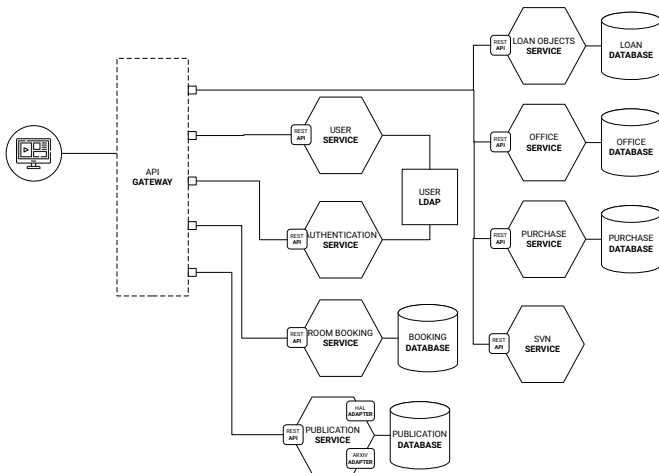 REST
API
LOAN OBJECTS
SERVICE
LOAN
DATABASE
API
GATEWAY
REST
API
USER
SERVICE
REST
API
OFFICE
SERVICE
OFFICE
DATABASE
USER
LDAP
REST
API
AUTHENTICATION
SERVICE
REST
API
PURCHASE
SERVICE
PURCHASE
DATABASE
REST
API
ROOM BOOKING
SERVICE
BOOKING
DATABASE
REST
API
SVN
SERVICE
HAL
ADAPTER
REST
API
PUBLICATION
SERVICE
PUBLICATION
DATABASE
ARXIV
ADAPTER